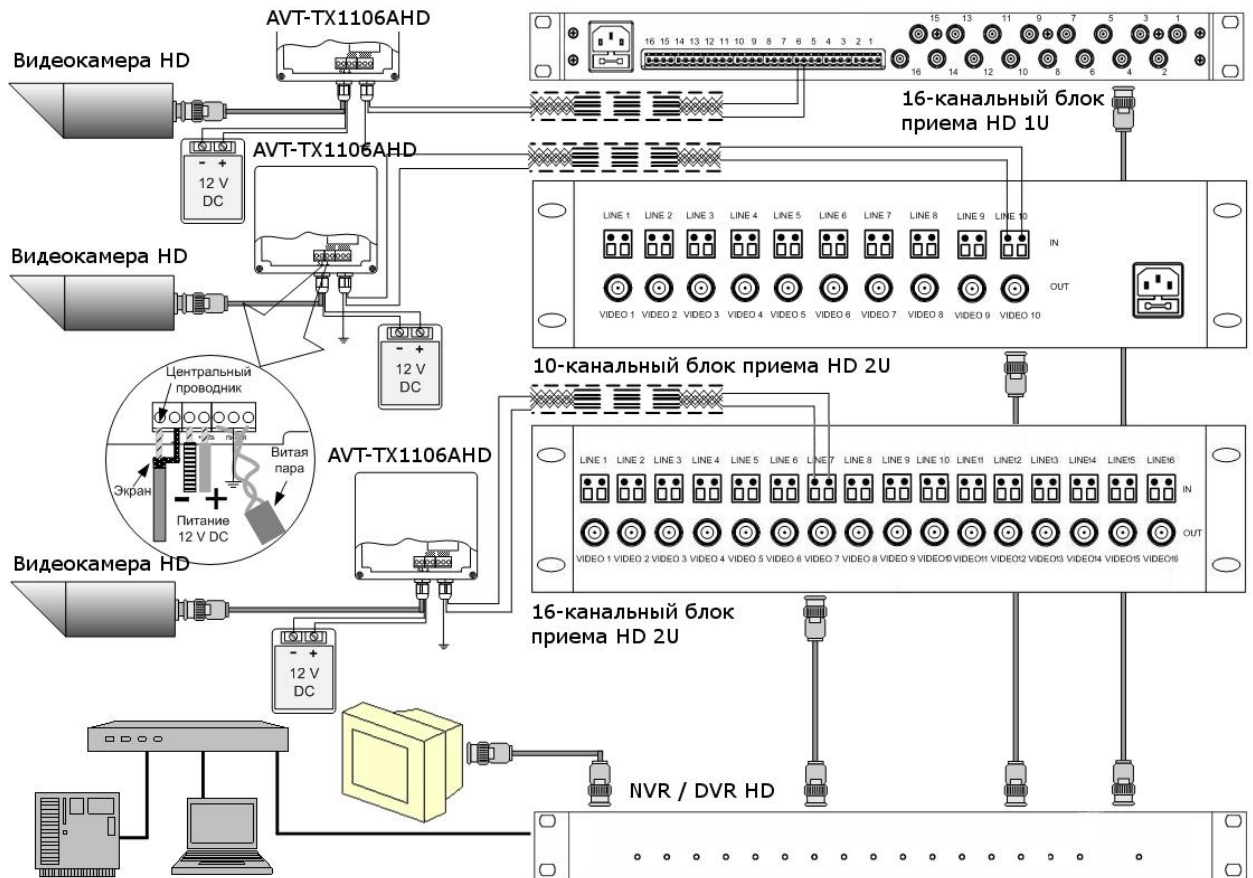 AVT-TX1106AHD
Видеокамера HD
15 13 11 9 7 5 3 1
16 15 14 13 12 11 10 9 8 7 6 5 4 3 2 1
16 14 12 10 8 6 4 2
16-канальный блок
приема HD 1U
- +
12 V
DC
AVT-TX1106AHD
LINE 1 LINE 2 LINE 3 LINE 4 LINE 5 LINE 6 LINE 7 LINE 8 LINE 9 LINE 10
IN
Видеокамера HD
OUT
VIDEO 1 VIDEO 2 VIDEO 3 VIDEO 4 VIDEO 5 VIDEO 6 VIDEO 7 VIDEO 8 VIDEO 9 VIDEO 10
- +
12 V
DC
10-канальный блок приема HD 2U
Центральный
проводник
Экран
Витая
пара
- +
Питание
12 V DC
AVT-TX1106AHD
LINE 1 LINE 2 LINE 3 LINE 4 LINE 5 LINE 6 LINE 7 LINE 8 LINE 9 LINE 10 LINE11 LINE12 LINE13 LINE14 LINE15 LINE16
IN
OUT
VIDEO 1 VIDEO 2 VIDEO 3 VIDEO 4 VIDEO 5 VIDEO 6 VIDEO 7 VIDEO 8 VIDEO 9 VIDEO10 VIDEO11 VIDEO12 VIDEO13 VIDEO14 VIDEO15 VIDEO16
Видеокамера HD
16-канальный блок
приема HD 2U
- +
12 V
DC
NVR / DVR HD